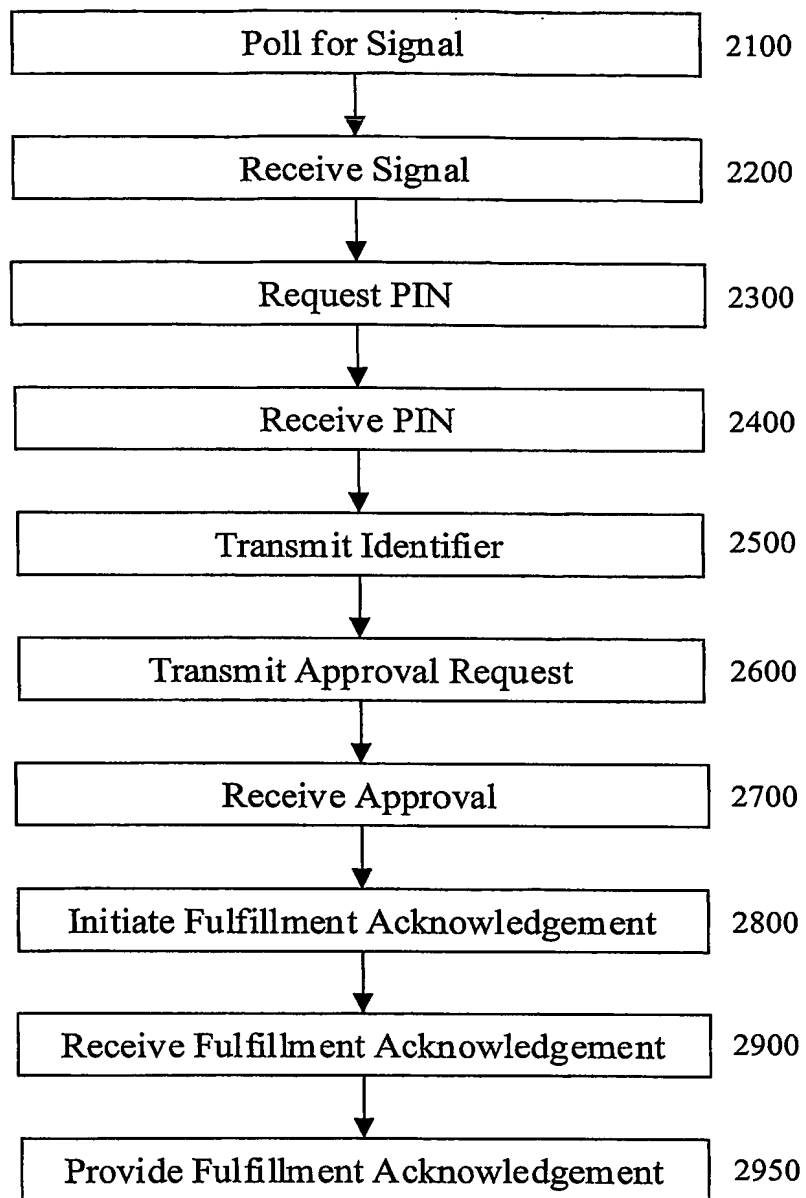 Poll for Signal 2100
Receive Signal 2200
Request PIN 2300
Receive PIN 2400
Transmit Identifier 2500
Transmit Approval Request 2600
Receive Approval 2700
Initiate Fulfillment Acknowledgement 2800
Receive Fulfillment Acknowledgement 2900
Provide Fulfillment Acknowledgement 2950